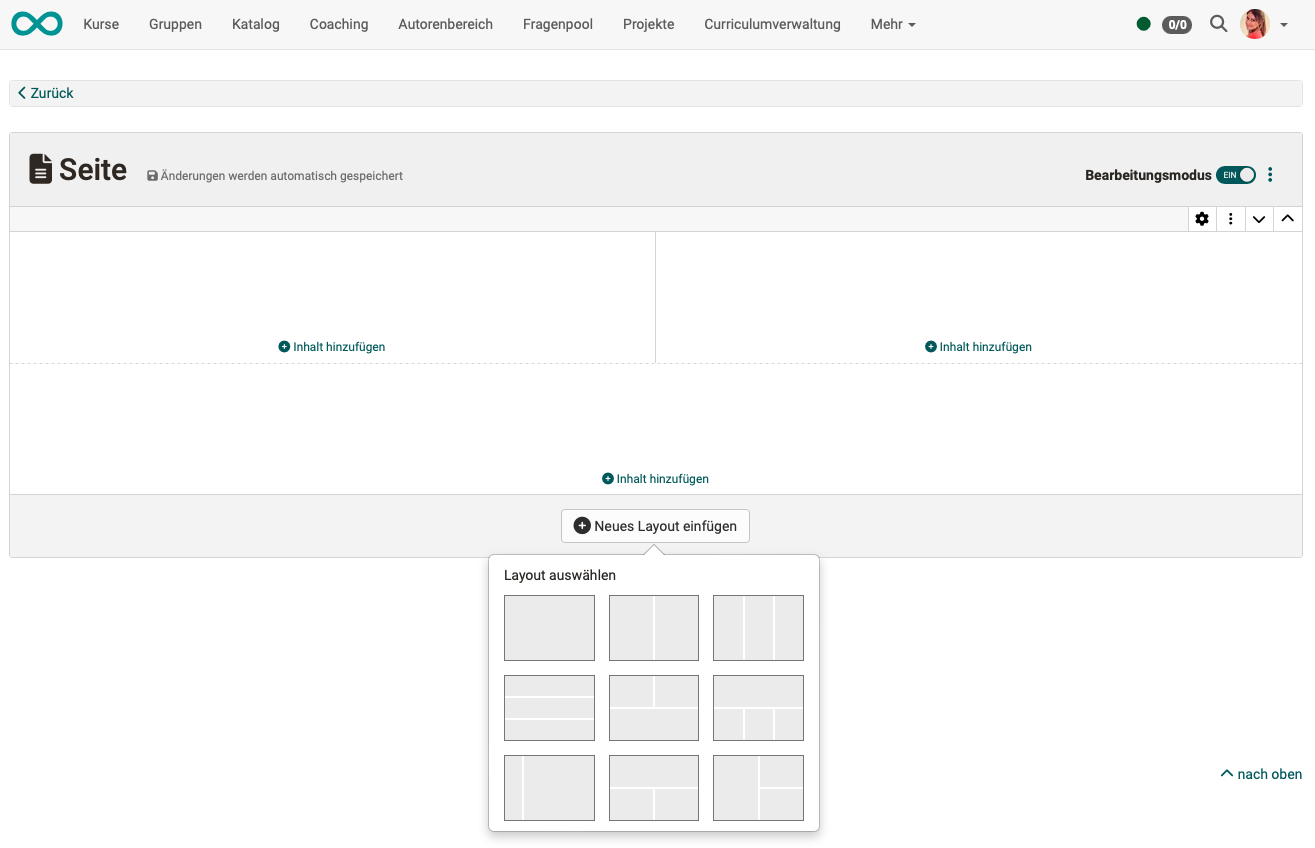 Kurse Gruppen Katalog Coaching Autorenbereich Fragenpool Projekte Curriculumverwaltung Mehr 0/0
Zurück
Seite Änderungen werden automatisch gespeichert Bearbeitungsmodus EIN
Inhalt hinzufügen Inhalt hinzufügen
Inhalt hinzufügen
Neues Layout einfügen
Layout auswählen
nach oben